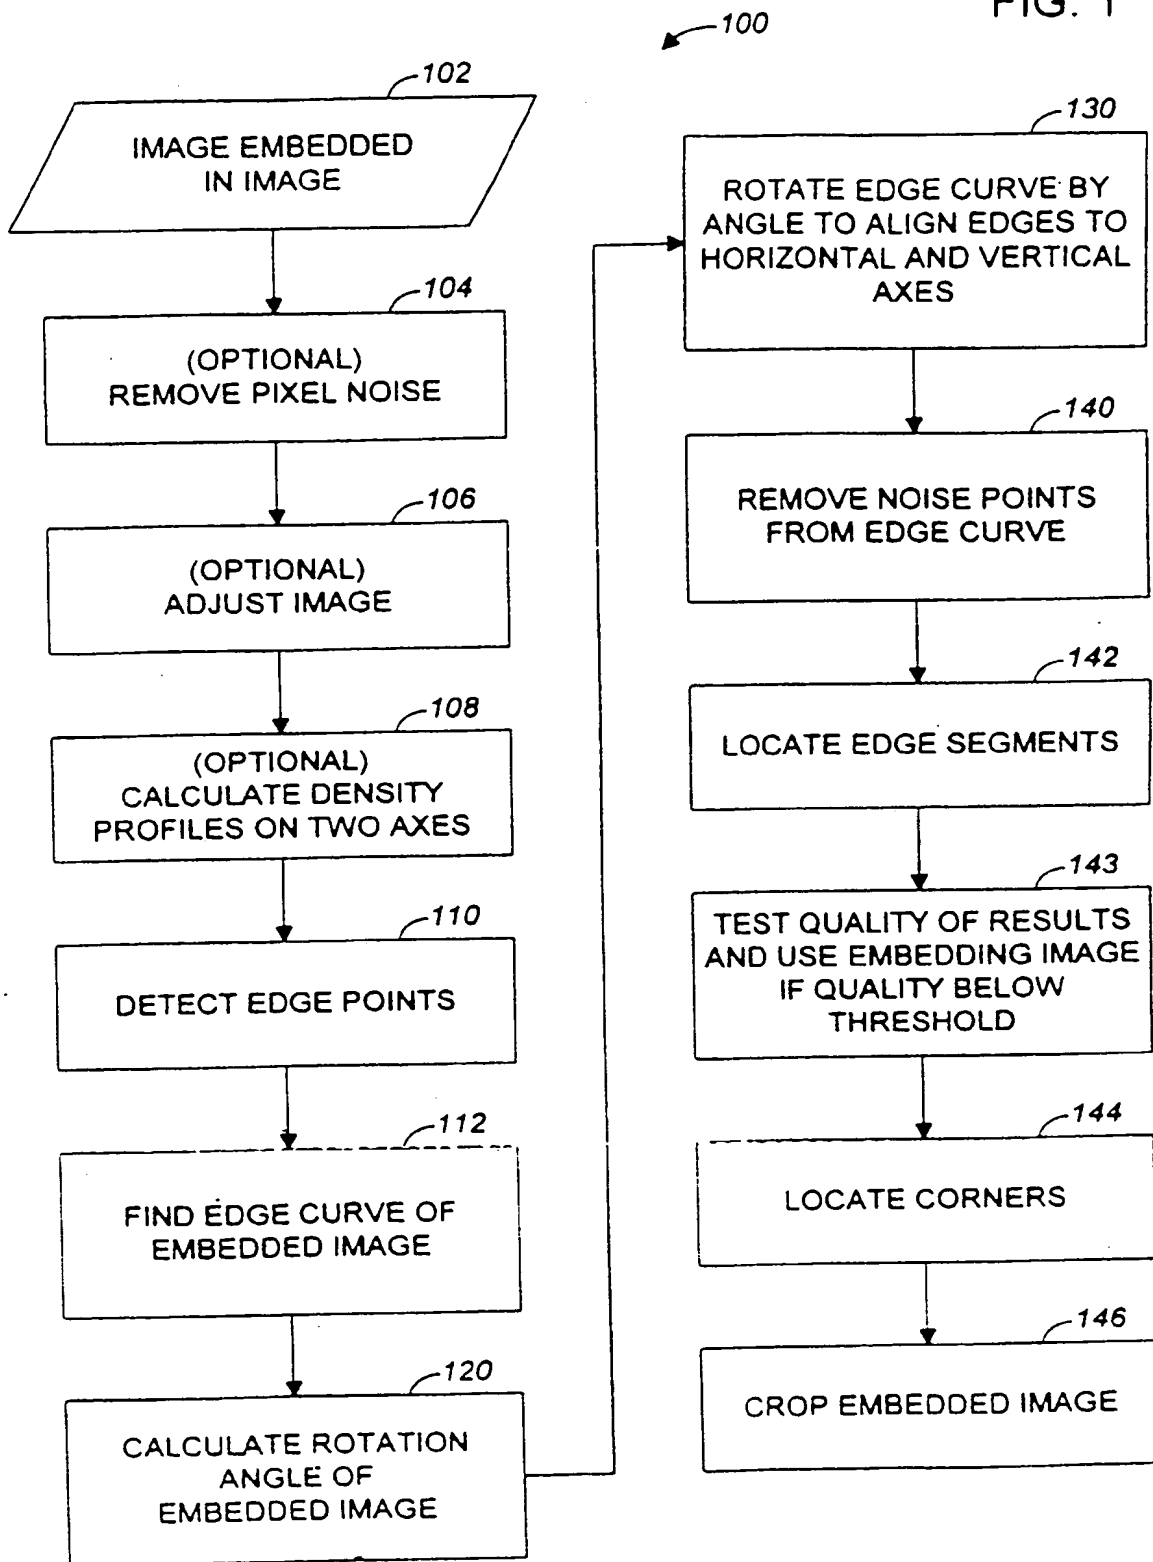 FIG. 1
100
102
IMAGE EMBEDDED
IN IMAGE
104
(OPTIONAL)
REMOVE PIXEL NOISE
106
(OPTIONAL)
ADJUST IMAGE
108
(OPTIONAL)
CALCULATE DENSITY
PROFILES ON TWO AXES
110
DETECT EDGE POINTS
112
FIND EDGE CURVE OF
EMBEDDED IMAGE
120
CALCULATE ROTATION
ANGLE OF
EMBEDDED IMAGE
130
ROTATE EDGE CURVE BY
ANGLE TO ALIGN EDGES TO
HORIZONTAL AND VERTICAL
AXES
140
REMOVE NOISE POINTS
FROM EDGE CURVE
142
LOCATE EDGE SEGMENTS
143
TEST QUALITY OF RESULTS
AND USE EMBEDDING IMAGE
IF QUALITY BELOW
THRESHOLD
144
LOCATE CORNERS
146
CROP EMBEDDED IMAGE